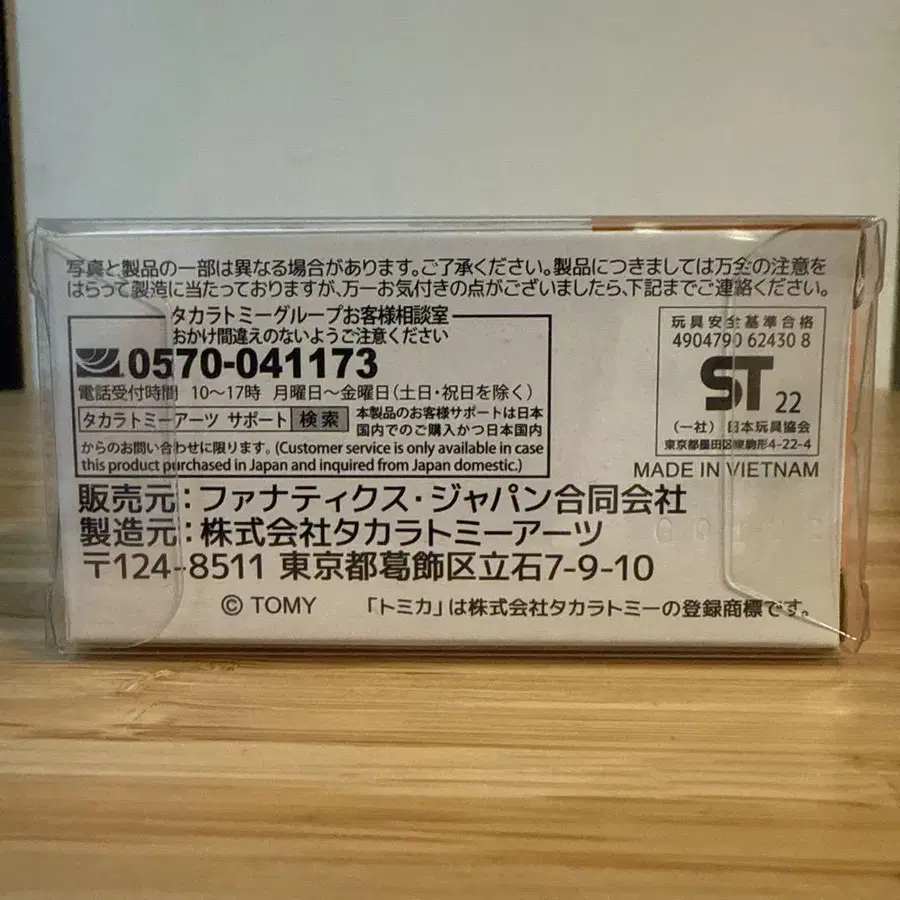 写真と製品の一部は異なる場合があります。ご了承ください。製品につきましては万全の注意を
はらって製造に当たっておりますが、万一お気付きの点がございましたら、下記までご連絡ください。
タカラトミーグループお客様相談室
おかけ間違えのないようご注意ください
0570-041173
電話受付時間 10〜17時 月曜日〜金曜日(土日・祝日を除く)
タカラトミーアーツ サポート 検索 本製品のお客様サポートは日本
国内でのご購入かつ日本国内
からのお問い合わせに限ります。(Customer service is only available in case
this product purchased in Japan and inquired from Japan domestic.)
玩具安全基準合格
4904790 62430 8
ST 22
(一社) 日本玩具協会
東京都墨田区東駒形4-22-4
MADE IN VIETNAM
販売元:ファナティクス・ジャパン合同会社
製造元:株式会社タカラトミーアーツ
〒124-8511 東京都葛飾区立石7-9-10
© TOMY 「トミカ」は株式会社タカラトミーの登録商標です。